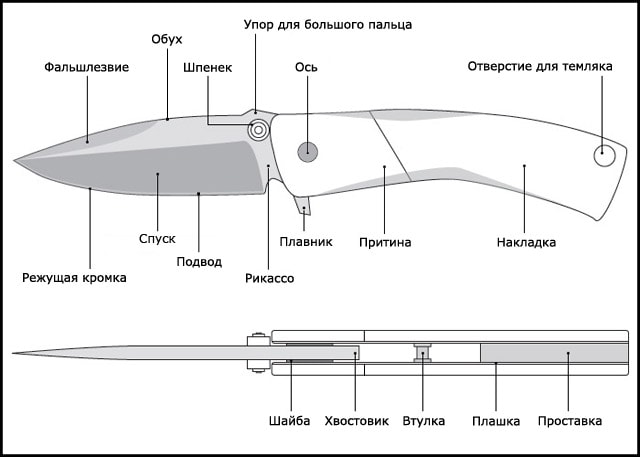 Упор для большого пальца
Обух
Фальшлезвие
Шпенек
Ось
Отверстие для темляка
Спуск
Плавник
Притина
Накладка
Подвод
Режущая кромка
Рикассо
Шайба
Хвостовик
Втулка
Плашка
Проставка